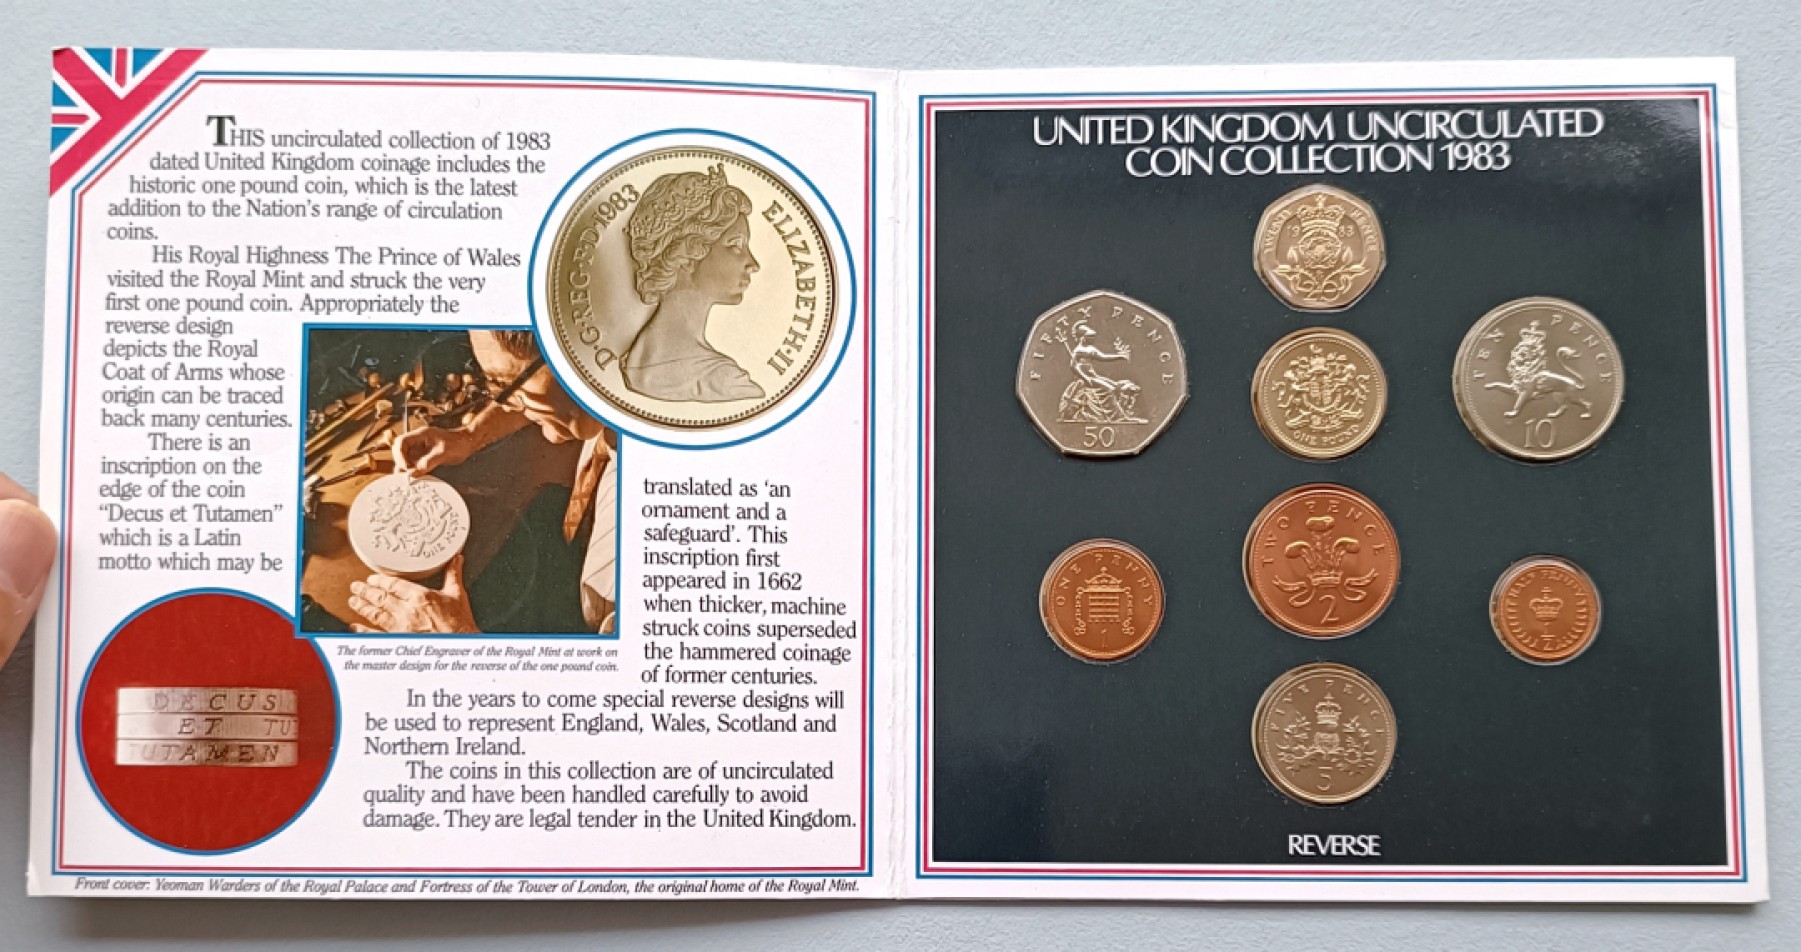 THIS uncirculated collection of 1983
dated United Kingdom coinage includes the
historic one pound coin, which is the latest
addition to the Nation's range of circulation
coins.
His Royal Highness The Prince of Wales
visited the Royal Mint and struck the very
first one pound coin. Appropriately the
reverse design
depicts the Royal
Coat of Arms whose
origin can be traced
back many centuries.
There is an
inscription on the
edge of the coin
“Decus et Tutamen”
which is a Latin
motto which may be
D·G·REG·F·D·1983
ELIZABETH·II
ONE POUND
The former Chief Engraver of the Royal Mint at work on
the master design for the reverse of the one pound coin.
DECUS
ET TU
TUTAMEN
translated as ‘an
ornament and a
safeguard’. This
inscription first
appeared in 1662
when thicker, machine
struck coins superseded
the hammered coinage
of former centuries.
In the years to come special reverse designs will
be used to represent England, Wales, Scotland and
Northern Ireland.
The coins in this collection are of uncirculated
quality and have been handled carefully to avoid
damage. They are legal tender in the United Kingdom.
Front cover: Yeoman Warders of the Royal Palace and Fortress of the Tower of London, the original home of the Royal Mint.
UNITED KINGDOM UNCIRCULATED
COIN COLLECTION 1983
TWENTY PENCE
1983
20
FIFTY PENCE
50
ONE POUND
TEN PENCE
10
ONE PENNY
1
TWO PENCE
2
HALF PENNY
1/2
FIVE PENCE
5
REVERSE